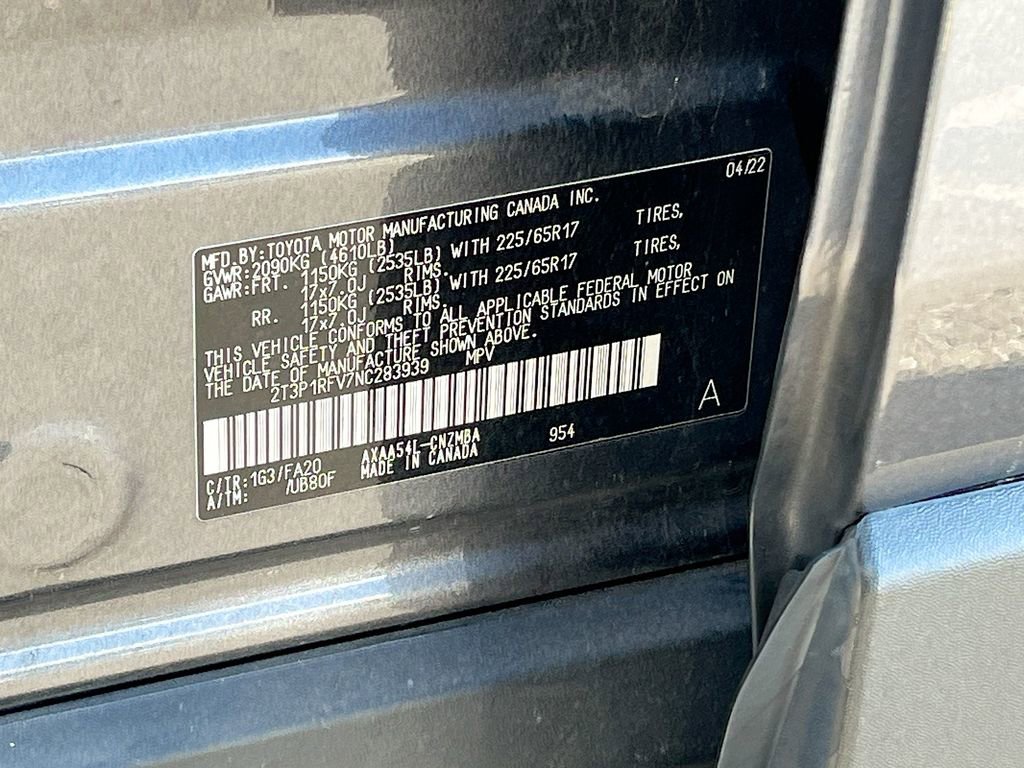 04/22
MFD. BY: TOYOTA MOTOR MANUFACTURING CANADA INC.
GVWR: 2090KG (4610LB)
GAWR: FRT. 1150KG (2535LB) WITH 225/65R17 TIRES,
17x7.0J RIMS.
RR. 1150KG (2535LB) WITH 225/65R17 TIRES,
17x7.0J RIMS.
THIS VEHICLE CONFORMS TO ALL APPLICABLE FEDERAL MOTOR
VEHICLE SAFETY AND THEFT PREVENTION STANDARDS IN EFFECT ON
THE DATE OF MANUFACTURE SHOWN ABOVE.
2T3P1RFV7NC283939 MPV
A
C/TR: 1G3/FA20 AXAA54L-CNZMBA 954
A/TM: /UB80F MADE IN CANADA